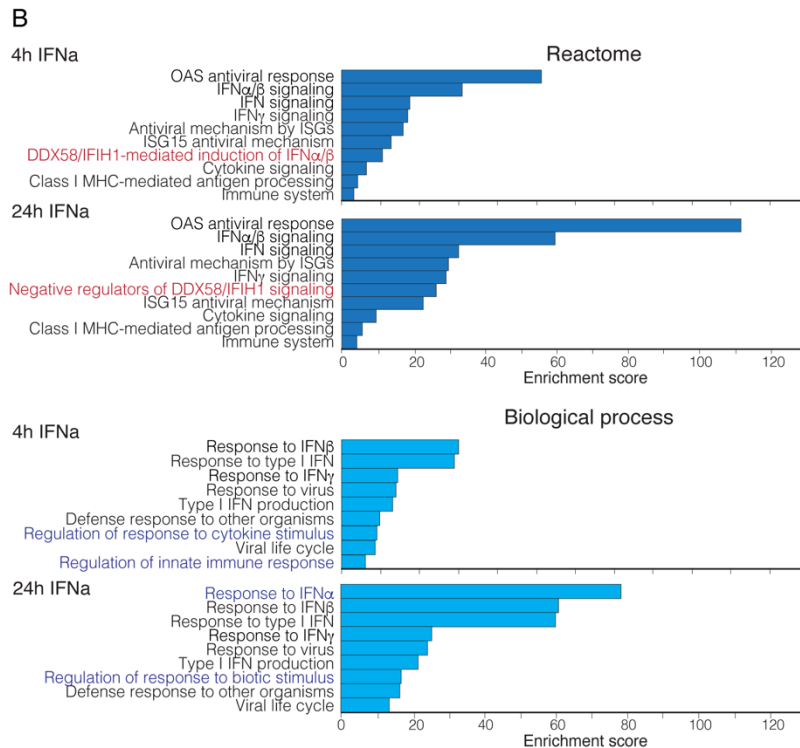 B
4h IFNa
Reactome
OAS antiviral response
IFNα/β signaling
IFN signaling
IFNγ signaling
Antiviral mechanism by ISGs
ISG15 antiviral mechanism
DDX58/IFIH1-mediated induction of IFNα/β
Cytokine signaling
Class I MHC-mediated antigen processing
Immune system
24h IFNa
OAS antiviral response
IFNα/β signaling
IFN signaling
Antiviral mechanism by ISGs
IFNγ signaling
Negative regulators of DDX58/IFIH1 signaling
ISG15 antiviral mechanism
Cytokine signaling
Class I MHC-mediated antigen processing
Immune system
0 20 40 60 80 100 120
Enrichment score
Biological process
4h IFNa
Response to IFNβ
Response to type I IFN
Response to IFNγ
Response to virus
Type I IFN production
Defense response to other organisms
Regulation of response to cytokine stimulus
Viral life cycle
Regulation of innate immune response
24h IFNa
Response to IFNα
Response to IFNβ
Response to type I IFN
Response to IFNγ
Response to virus
Type I IFN production
Regulation of response to biotic stimulus
Defense response to other organisms
Viral life cycle
0 20 40 60 80 100 120
Enrichment score